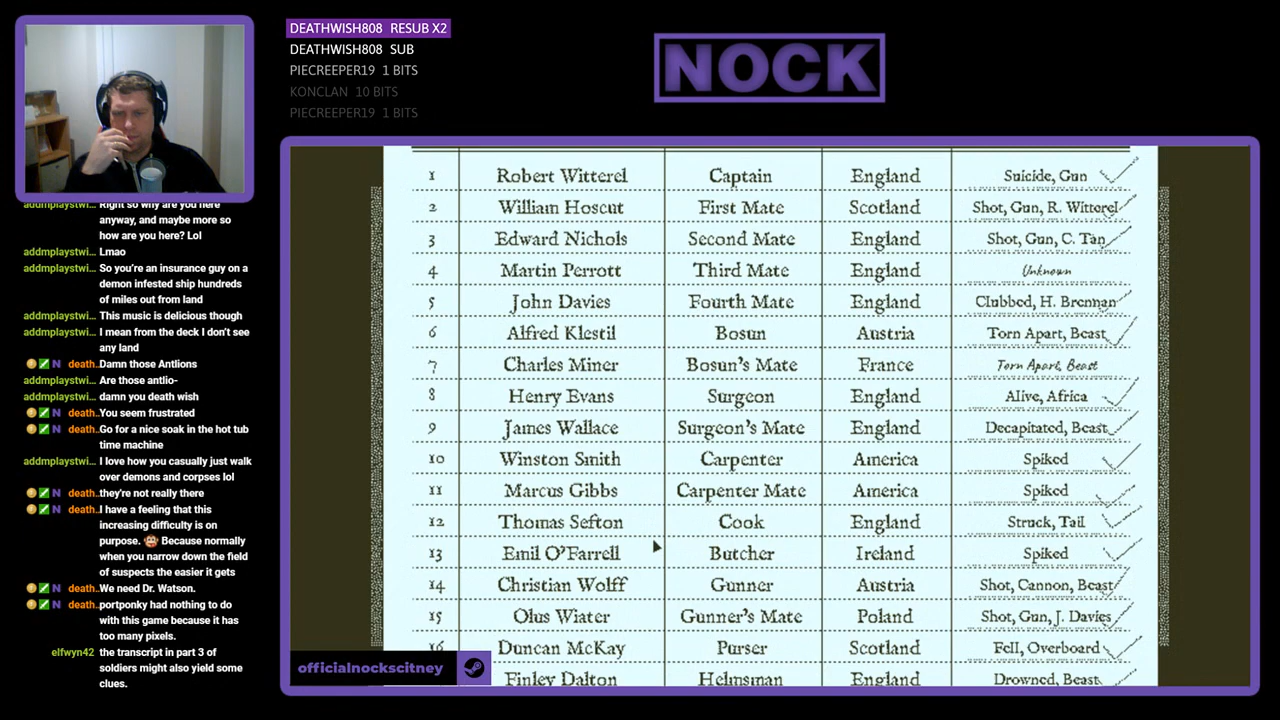 DEATHWISH808 RESUB X2
DEATHWISH808 SUB
PIECREEPER19 1 BITS
KONCLAN 10 BITS
PIECREEPER19 1 BITS
NOCK
addmplaystwi... Right so why are you here
anyway, and maybe more so
how are you here? Lol
addmplaystwi... Lmao
addmplaystwi... So you're an insurance guy on a
demon infested ship hundreds
of miles out from land
addmplaystwi... This music is delicious though
addmplaystwi... I mean from the deck I don't see
any land
N death.. Damn those Antlions
addmplaystwi... Are those antlio-
addmplaystwi... damn you death wish
N death.. You seem frustrated
N death.. Go for a nice soak in the hot tub
time machine
addmplaystwi... I love how you casually just walk
over demons and corpses lol
N death.. they're not really there
N death.. I have a feeling that this
increasing difficulty is on
purpose. Because normally
when you narrow down the field
of suspects the easier it gets
N death.. We need Dr. Watson.
N death.. portponky had nothing to do
with this game because it has
too many pixels.
elfwyn42 the transcript in part 3 of
soldiers might also yield some
clues.
1 Robert Witterel Captain England Suicide, Gun
2 William Hoscut First Mate Scotland Shot, Gun, R. Witterel
3 Edward Nichols Second Mate England Shot, Gun, C. Tan
4 Martin Perrott Third Mate England Unknown
5 John Davies Fourth Mate England Clubbed, H. Brennan
6 Alfred Klestil Bosun Austria Torn Apart, Beast
7 Charles Miner Bosun's Mate France Torn Apart, Beast
8 Henry Evans Surgeon England Alive, Africa
9 James Wallace Surgeon's Mate England Decapitated, Beast
10 Winston Smith Carpenter America Spiked
11 Marcus Gibbs Carpenter Mate America Spiked
12 Thomas Sefton Cook England Struck, Tail
13 Emil O'Farrell Butcher Ireland Spiked
14 Christian Wolff Gunner Austria Shot, Cannon, Beast
15 Olus Wiater Gunner's Mate Poland Shot, Gun, J. Davies
16 Duncan McKay Purser Scotland Fell, Overboard
Finley Dalton Helmsman England Drowned, Beast
officialnockscitney